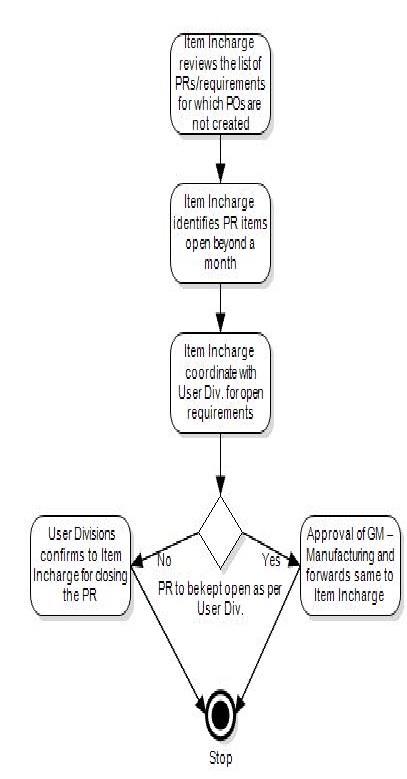 Item Incharge
reviews the list of
PRs/requirements
for which POs are
not created
Item Incharge
identifies PR items
open beyond a
month
Item Incharge
coordinate with
User Div. for open
requirements
User Divisions
confirms to Item
Incharge for closing
the PR
No
Yes
PR to be kept open as per
User Div.
Approval of GM –
Manufacturing and
forwards same to
Item Incharge
Stop